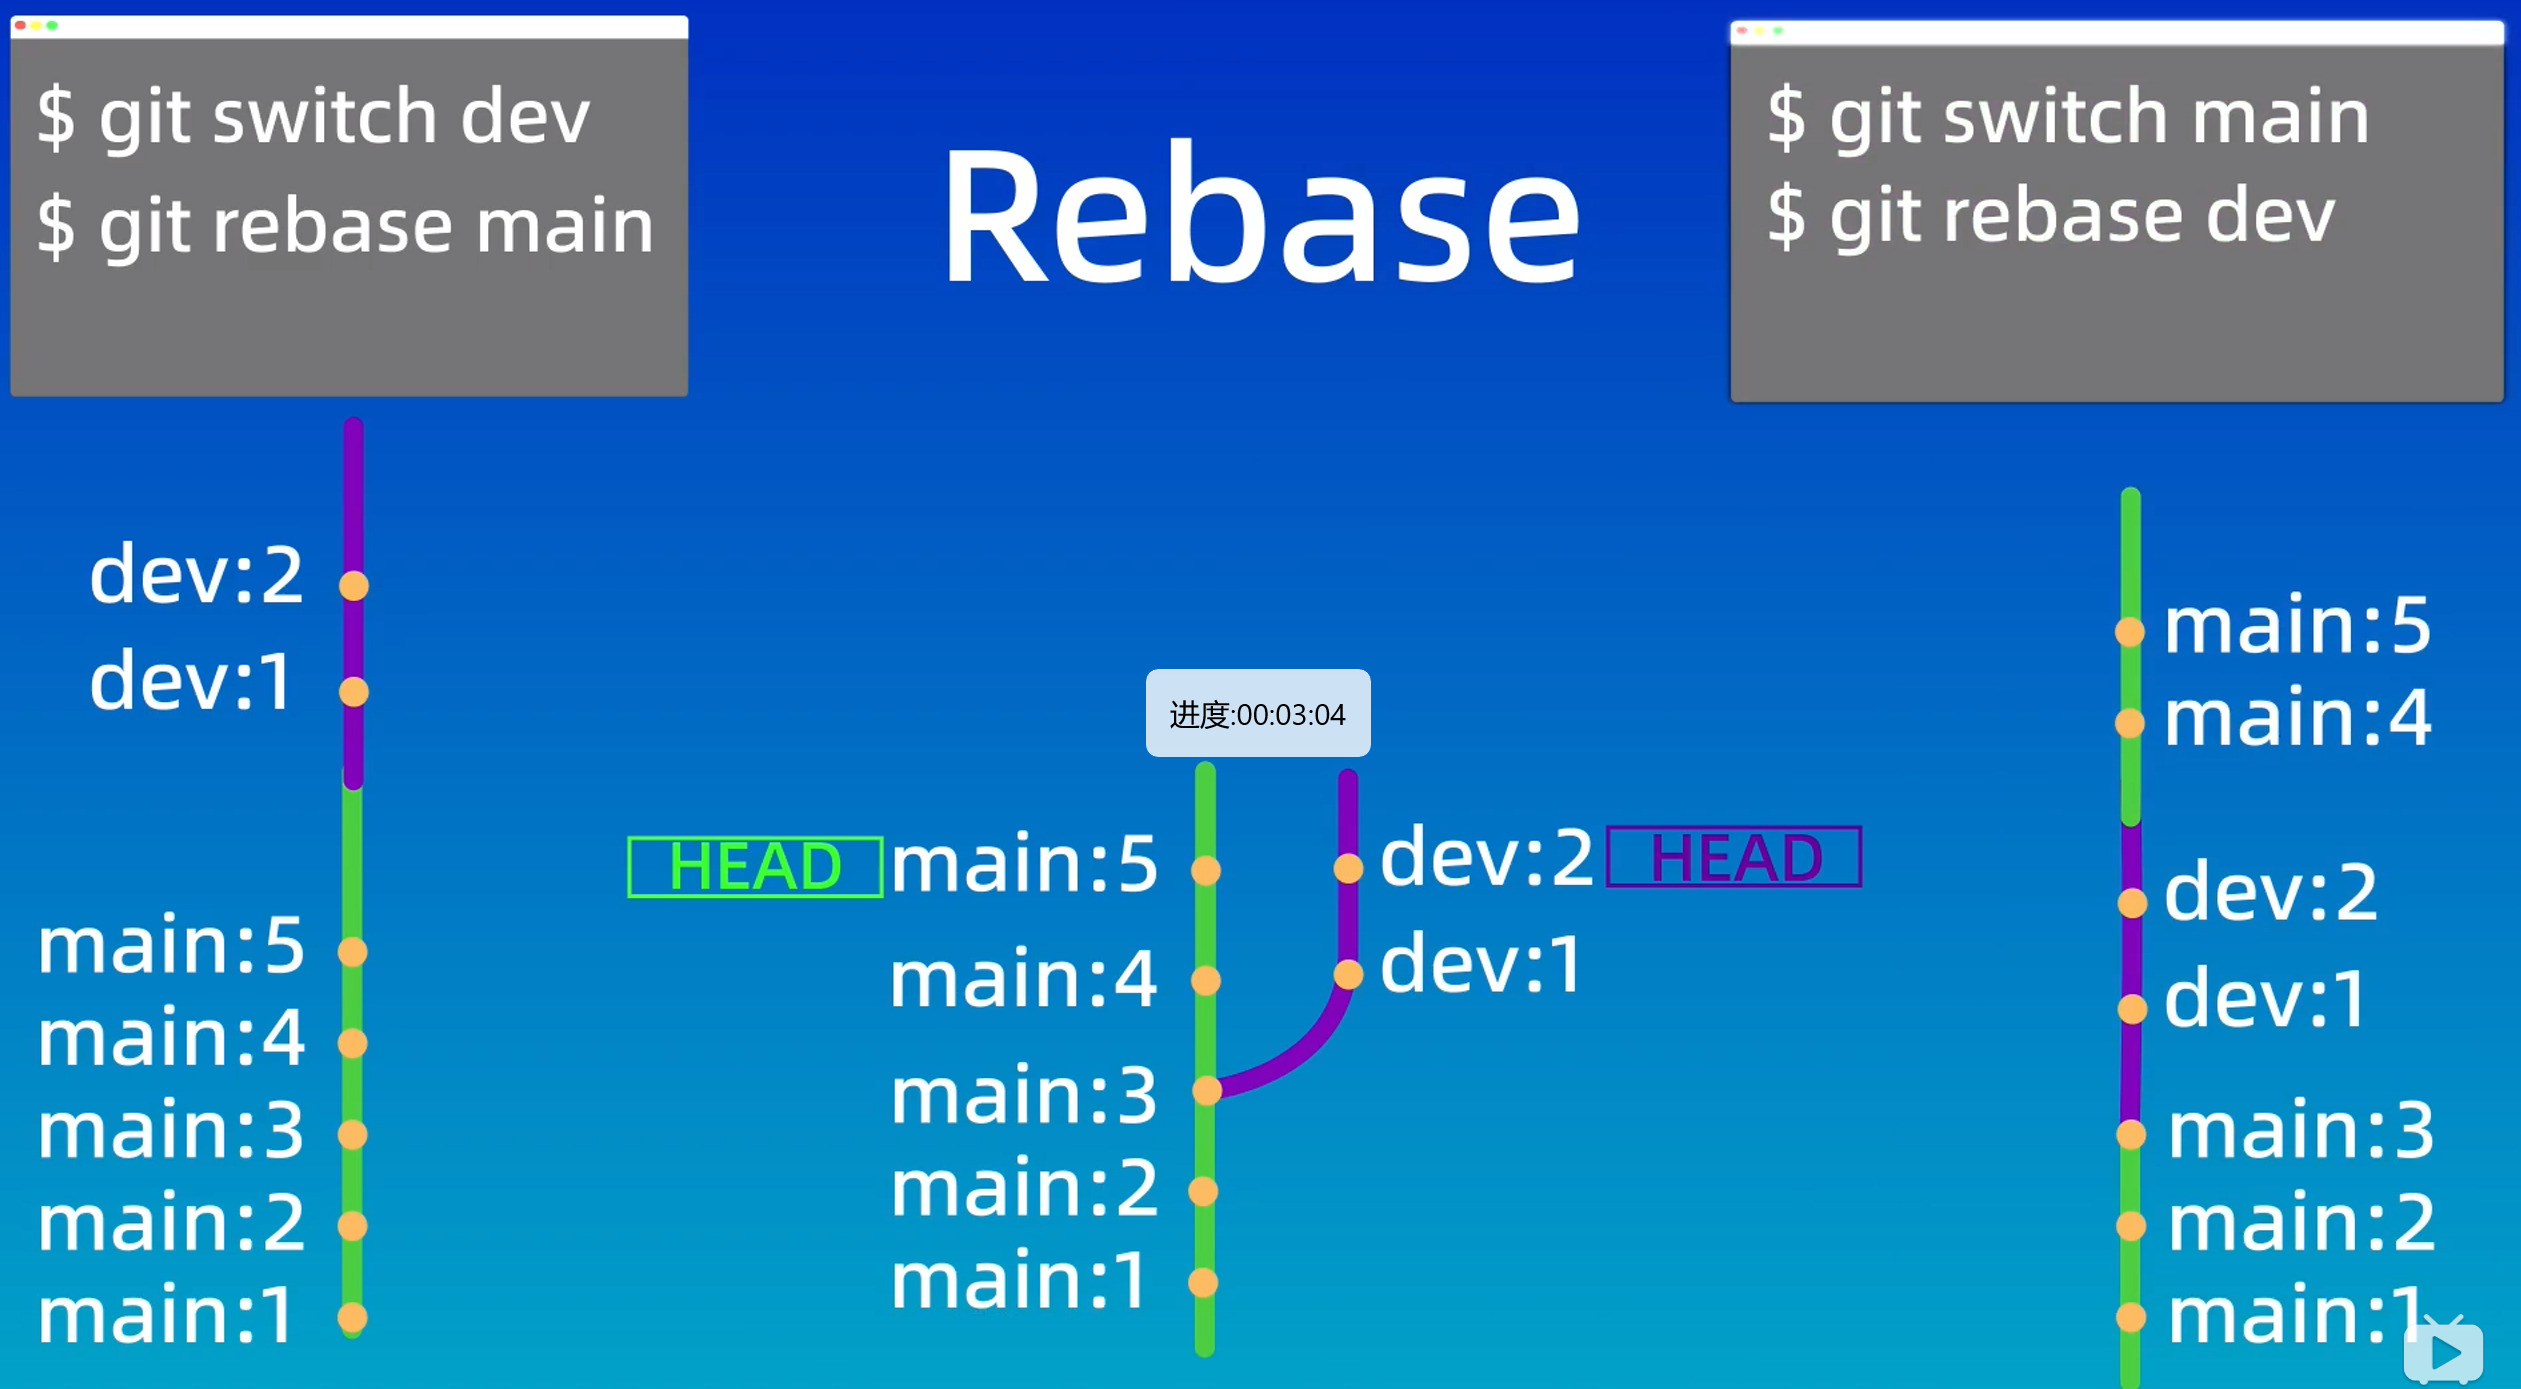 $ git switch dev
$ git rebase main
Rebase
$ git switch main
$ git rebase dev
dev:2
dev:1
main:5
main:4
main:3
main:2
main:1
进度:00:03:04
HEAD
main:5
main:4
main:3
main:2
main:1
dev:2
HEAD
dev:1
main:5
main:4
dev:2
dev:1
main:3
main:2
main:1